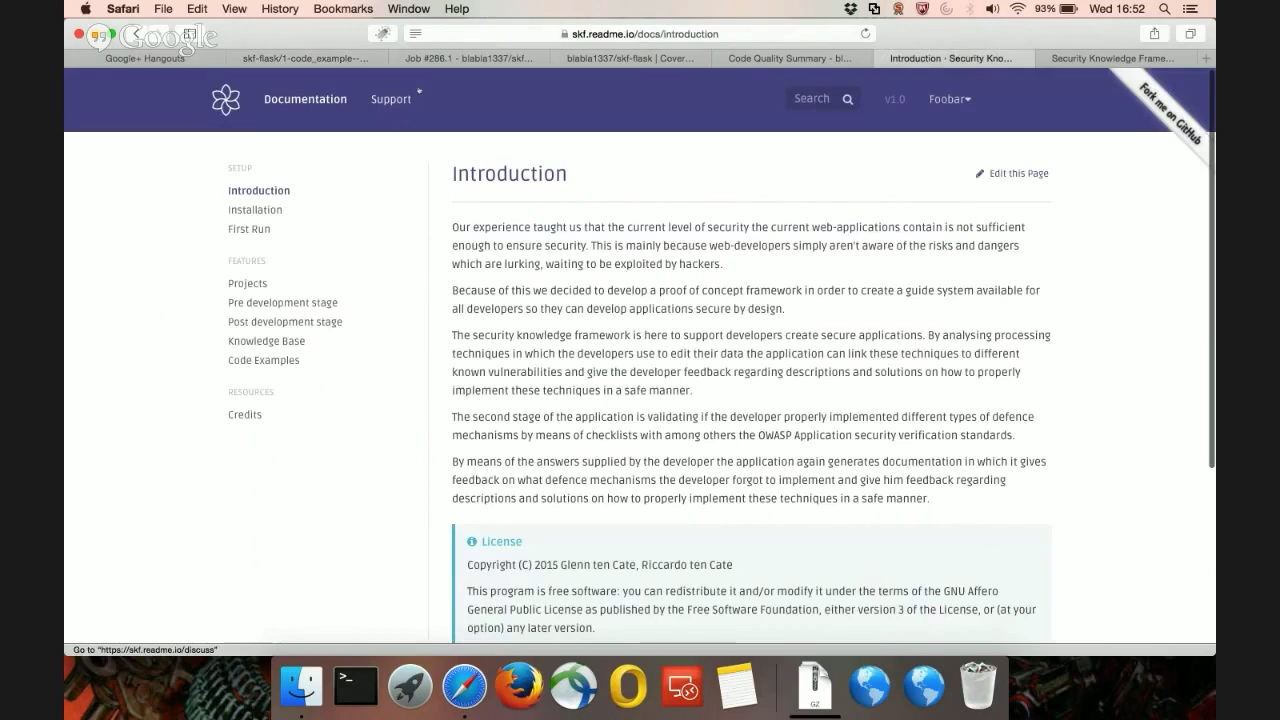 Safari File Edit View History Bookmarks Window Help 93% Wed 16:52
Google
skf.readme.io/docs/introduction
Google+ Hangouts skf-flask/1-code_example--... Job #286.1 - blabla1337/skf... blabla1337/skf-flask | Cover... Code Quality Summary - bl... Introduction · Security Kno... Security Knowledge Frame...
Documentation Support Search v1.0 Foobar
Fork me on GitHub
SETUP
Introduction
Installation
First Run
FEATURES
Projects
Pre development stage
Post development stage
Knowledge Base
Code Examples
RESOURCES
Credits
Introduction
Edit this Page
Our experience taught us that the current level of security the current web-applications contain is not sufficient
enough to ensure security. This is mainly because web-developers simply aren't aware of the risks and dangers
which are lurking, waiting to be exploited by hackers.
Because of this we decided to develop a proof of concept framework in order to create a guide system available for
all developers so they can develop applications secure by design.
The security knowledge framework is here to support developers create secure applications. By analysing processing
techniques in which the developers use to edit their data the application can link these techniques to different
known vulnerabilities and give the developer feedback regarding descriptions and solutions on how to properly
implement these techniques in a safe manner.
The second stage of the application is validating if the developer properly implemented different types of defence
mechanisms by means of checklists with among others the OWASP Application security verification standards.
By means of the answers supplied by the developer the application again generates documentation in which it gives
feedback on what defence mechanisms the developer forgot to implement and give him feedback regarding
descriptions and solutions on how to properly implement these techniques in a safe manner.
License
Copyright (C) 2015 Glenn ten Cate, Riccardo ten Cate
This program is free software: you can redistribute it and/or modify it under the terms of the GNU Affero
General Public License as published by the Free Software Foundation, either version 3 of the License, or (at your
option) any later version.
Go to "https://skf.readme.io/discuss"
GZ